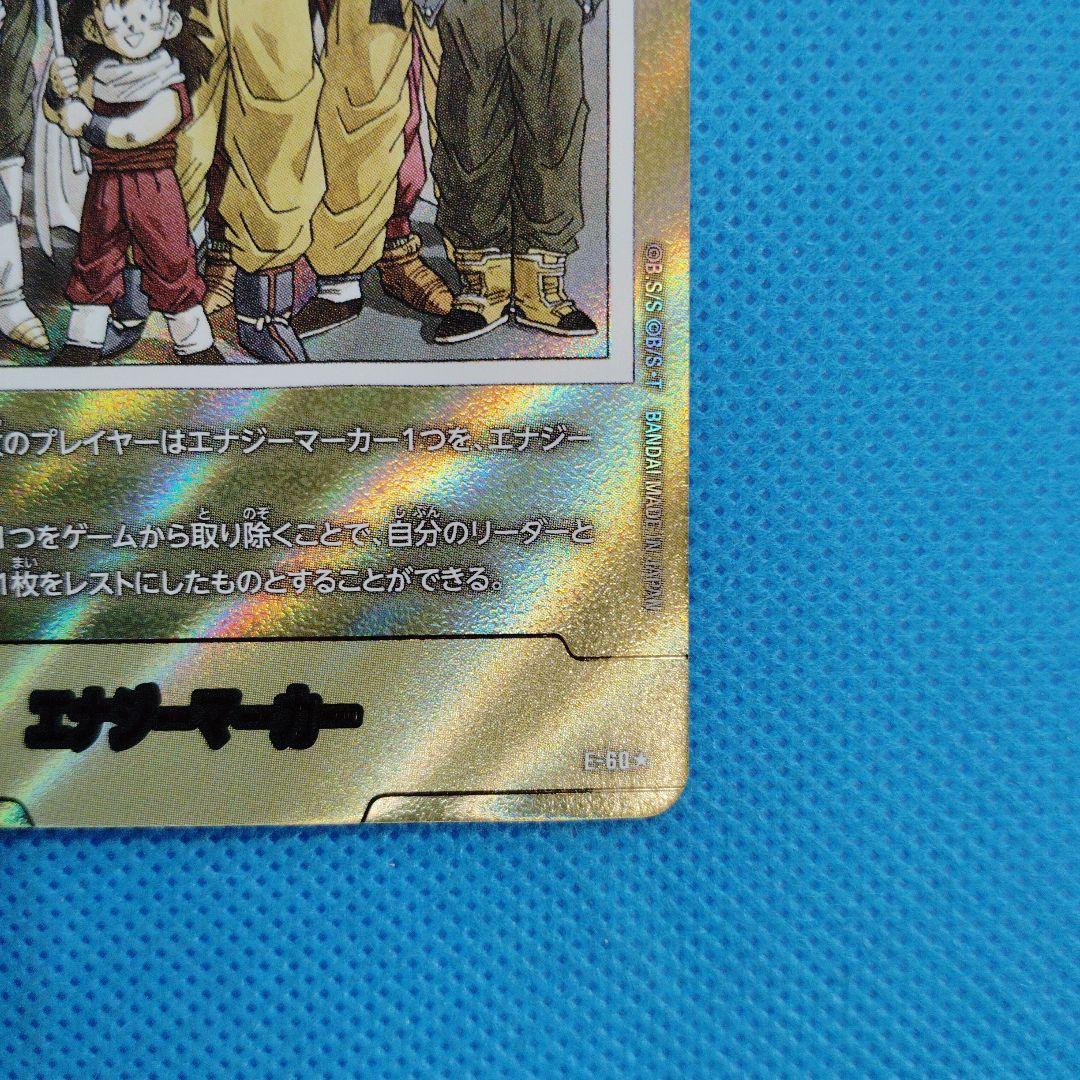 のプレイヤーはエナジーマーカー1つを、エナジー
1つをゲームから取り除くことで、自分のリーダーと
1枚をレストにしたものとすることができる。
エナジーマーカー
E-60★
©B.S/S ©B/S・T BANDAI MADE IN JAPAN